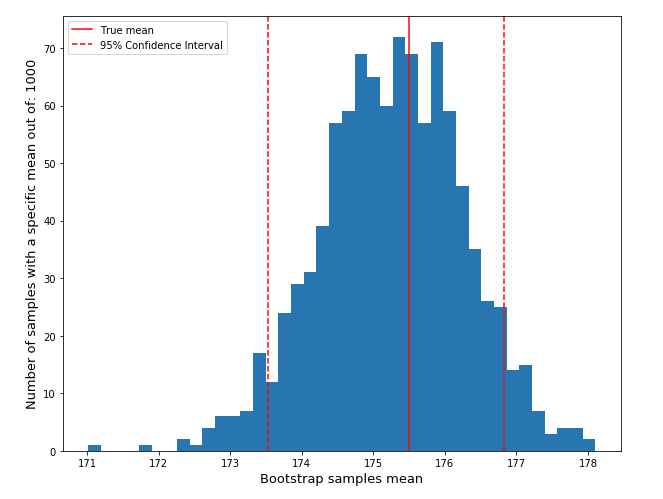 True mean
95% Confidence Interval
Number of samples with a specific mean out of: 1000
70
60
50
40
30
20
10
0
171 172 173 174 175 176 177 178
Bootstrap samples mean